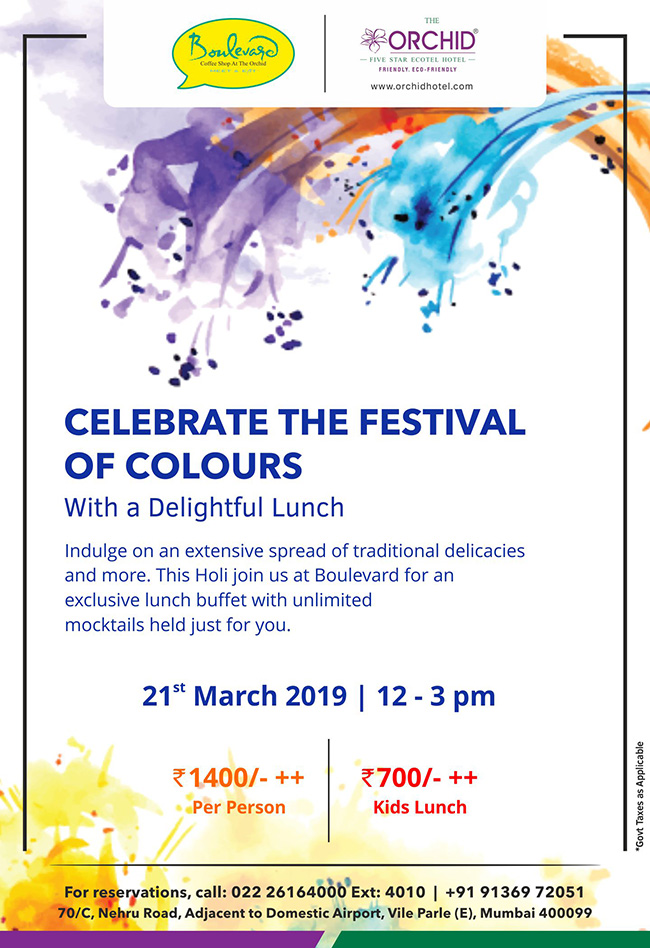 Boulevard
Coffee Shop At The Orchid
THE
ORCHID®
FIVE STAR ECOTEL HOTEL
FRIENDLY. ECO-FRIENDLY
www.orchidhotel.com
CELEBRATE THE FESTIVAL
OF COLOURS
With a Delightful Lunch
Indulge on an extensive spread of traditional delicacies
and more. This Holi join us at Boulevard for an
exclusive lunch buffet with unlimited
mocktails held just for you.
21st March 2019 | 12 - 3 pm
₹1400/- ++
Per Person
₹700/- ++
Kids Lunch
*Govt Taxes as Applicable
For reservations, call: 022 26164000 Ext: 4010 | +91 91369 72051
70/C, Nehru Road, Adjacent to Domestic Airport, Vile Parle (E), Mumbai 400099